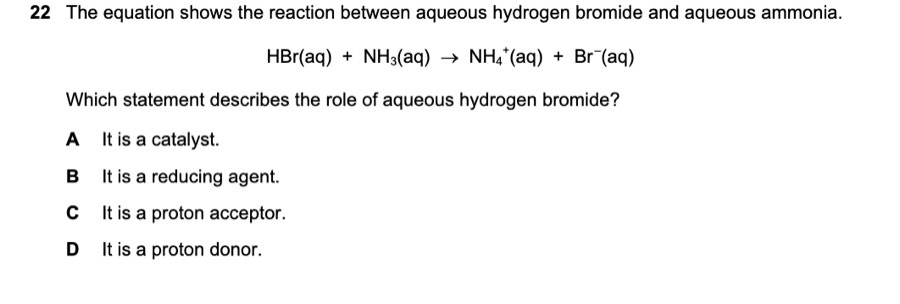 22 The equation shows the reaction between aqueous hydrogen bromide and aqueous ammonia.
HBr(aq) + NH₃(aq) → NH₄⁺(aq) + Br⁻(aq)
Which statement describes the role of aqueous hydrogen bromide?
A It is a catalyst.
B It is a reducing agent.
C It is a proton acceptor.
D It is a proton donor.